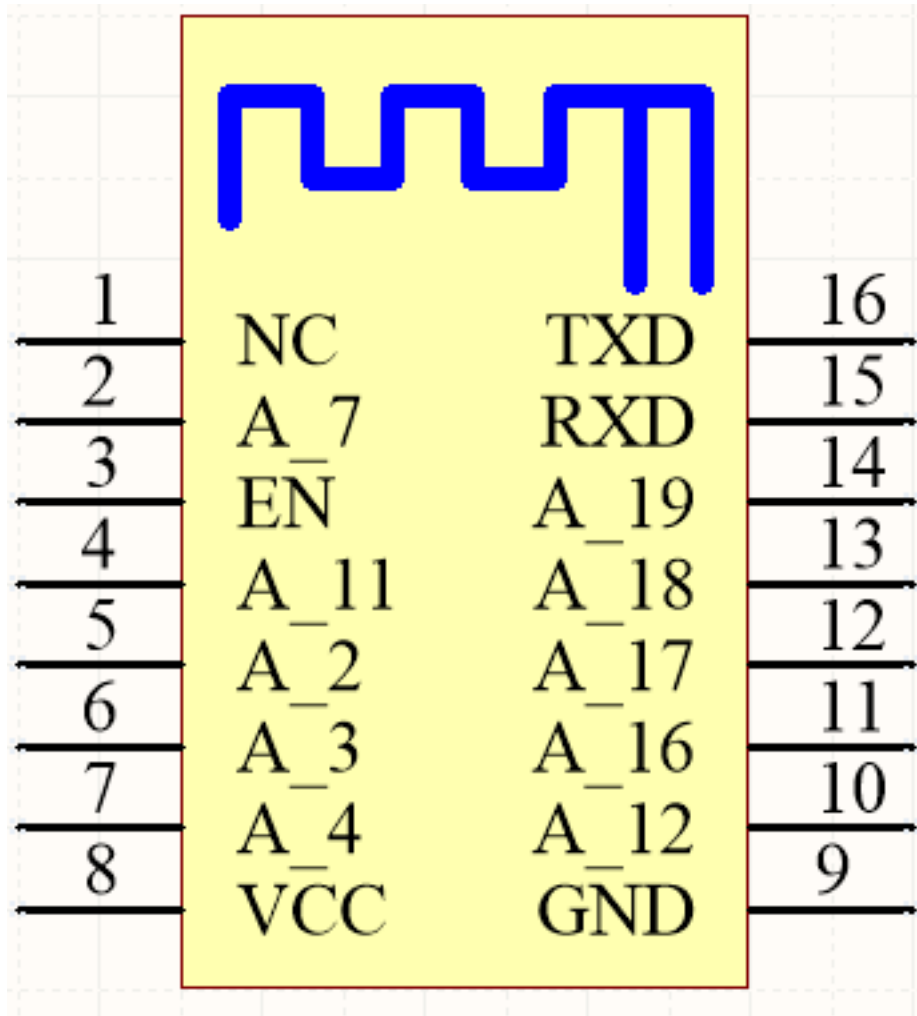 1 NC TXD 16
2 A_7 RXD 15
3 EN A_19 14
4 A_11 A_18 13
5 A_2 A_17 12
6 A_3 A_16 11
7 A_4 A_12 10
8 VCC GND 9